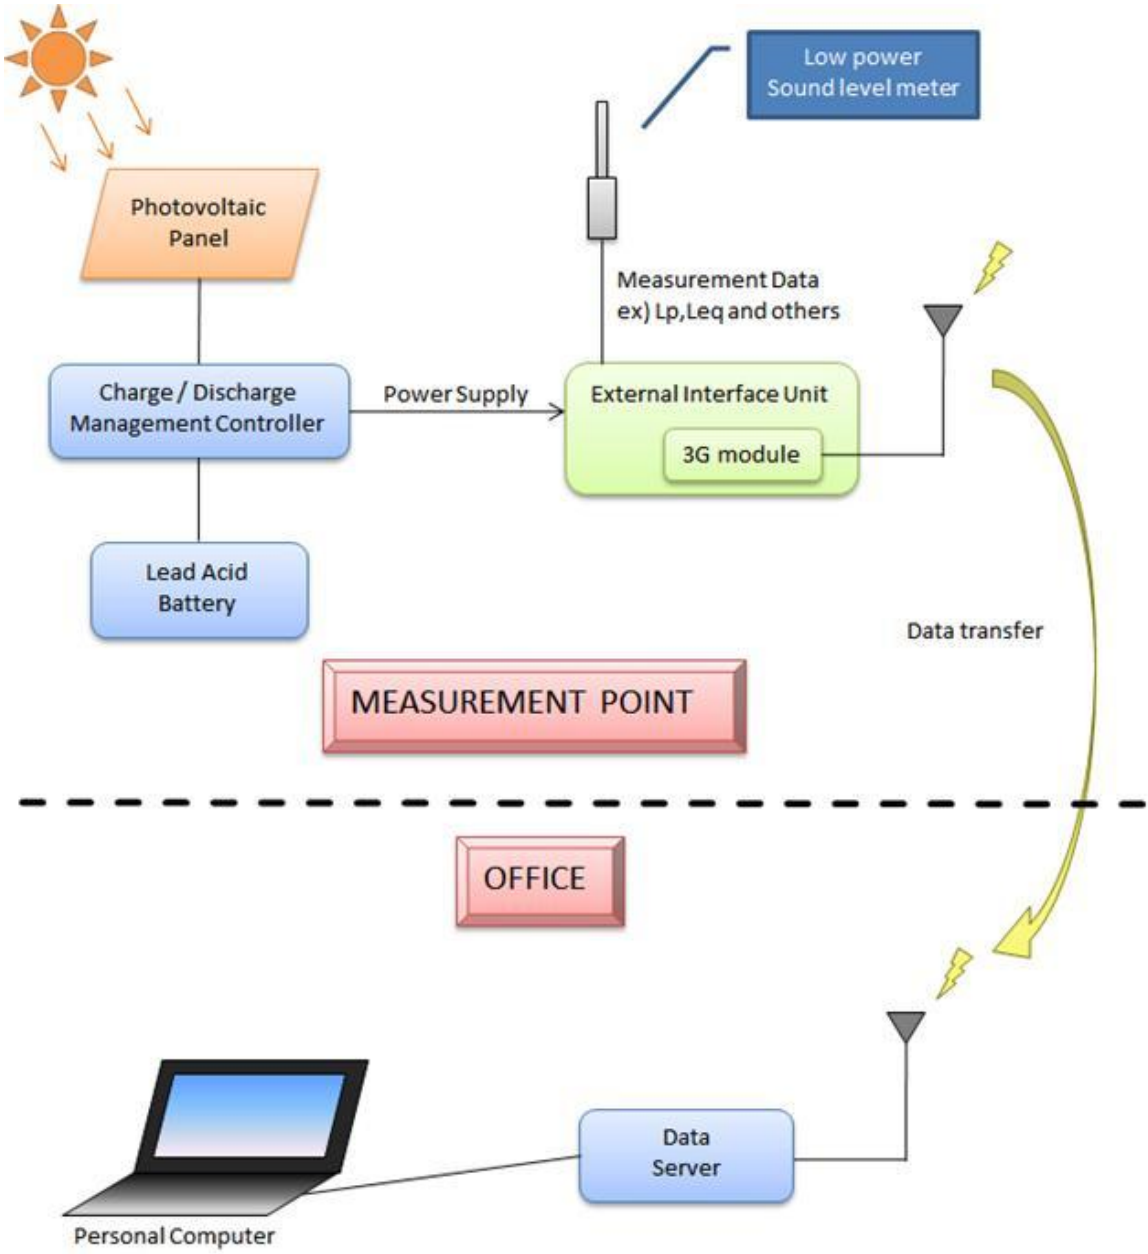 Low power
Sound level meter
Photovoltaic
Panel
Measurement Data
ex) Lp,Leq and others
Charge / Discharge
Management Controller
Power Supply
External Interface Unit
3G module
Lead Acid
Battery
Data transfer
MEASUREMENT POINT
OFFICE
Data
Server
Personal Computer